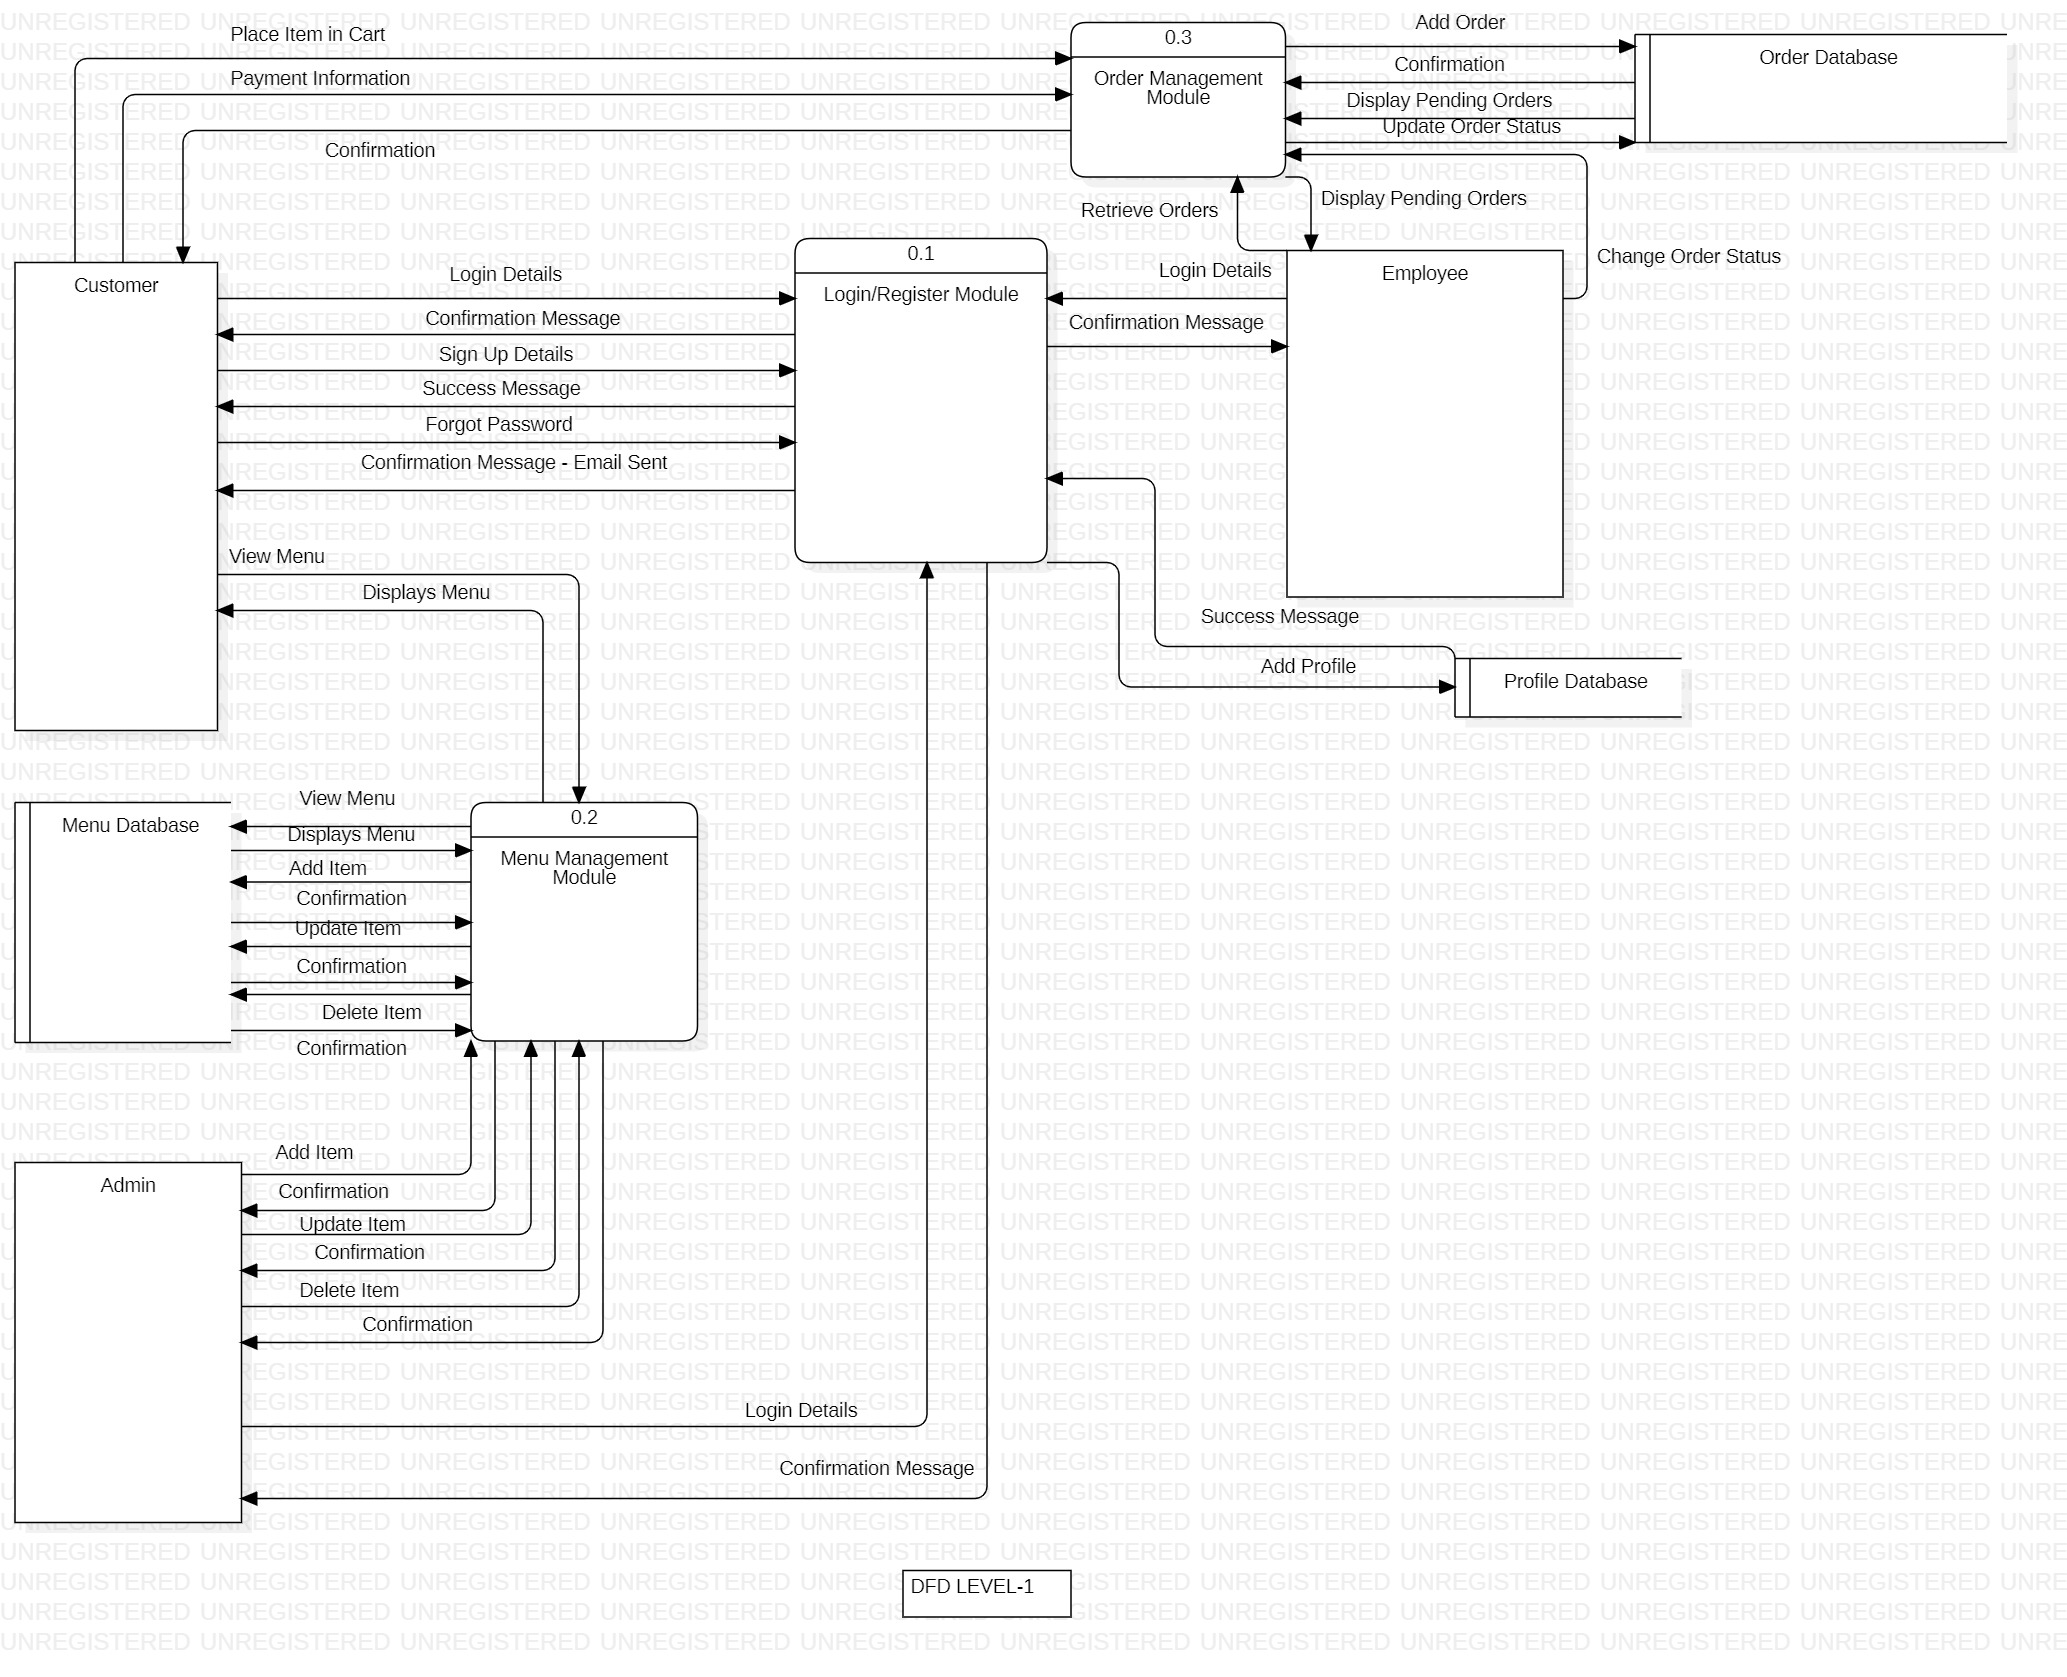 Place Item in Cart
Payment Information
Confirmation
0.3
Order Management
Module
Add Order
Confirmation
Display Pending Orders
Update Order Status
Order Database
Retrieve Orders
Display Pending Orders
Change Order Status
Customer
Login Details
Confirmation Message
Sign Up Details
Success Message
Forgot Password
Confirmation Message - Email Sent
View Menu
Displays Menu
0.1
Login/Register Module
Login Details
Confirmation Message
Employee
Success Message
Add Profile
Profile Database
Menu Database
View Menu
Displays Menu
Add Item
Confirmation
Update Item
Confirmation
Delete Item
Confirmation
0.2
Menu Management
Module
Admin
Add Item
Confirmation
Update Item
Confirmation
Delete Item
Confirmation
Login Details
Confirmation Message
DFD LEVEL-1
UNREGISTERED